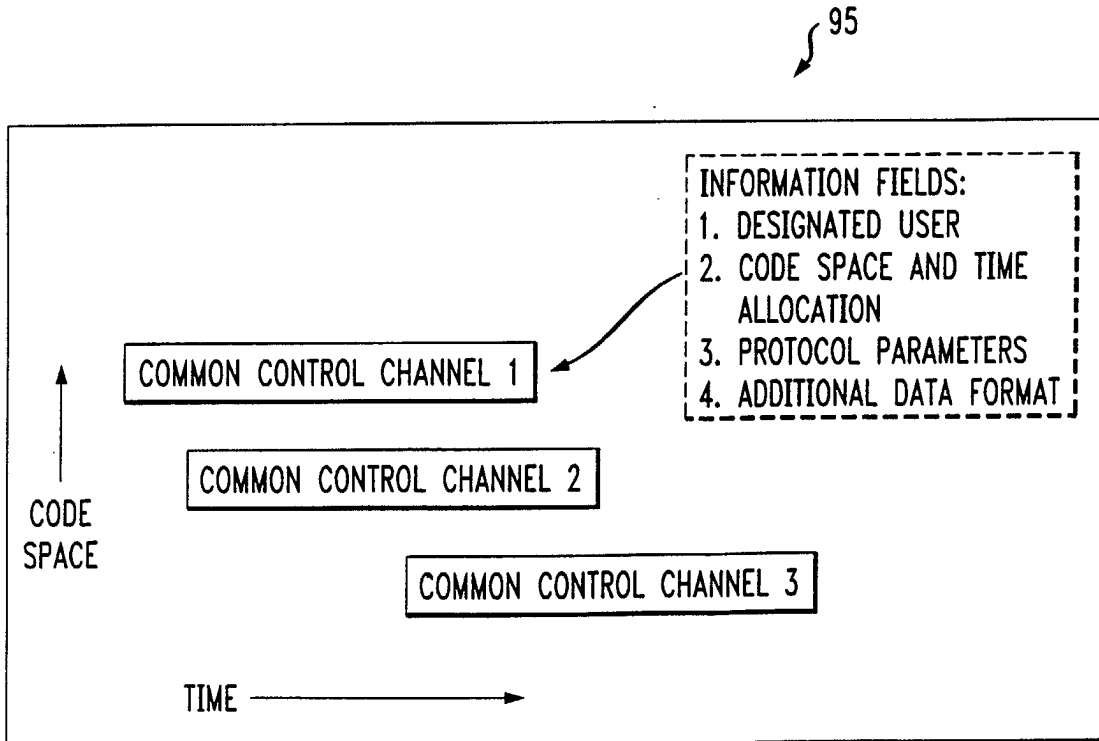 95
INFORMATION FIELDS:
1. DESIGNATED USER
2. CODE SPACE AND TIME
ALLOCATION
3. PROTOCOL PARAMETERS
4. ADDITIONAL DATA FORMAT
COMMON CONTROL CHANNEL 1
COMMON CONTROL CHANNEL 2
CODE
SPACE
COMMON CONTROL CHANNEL 3
TIME